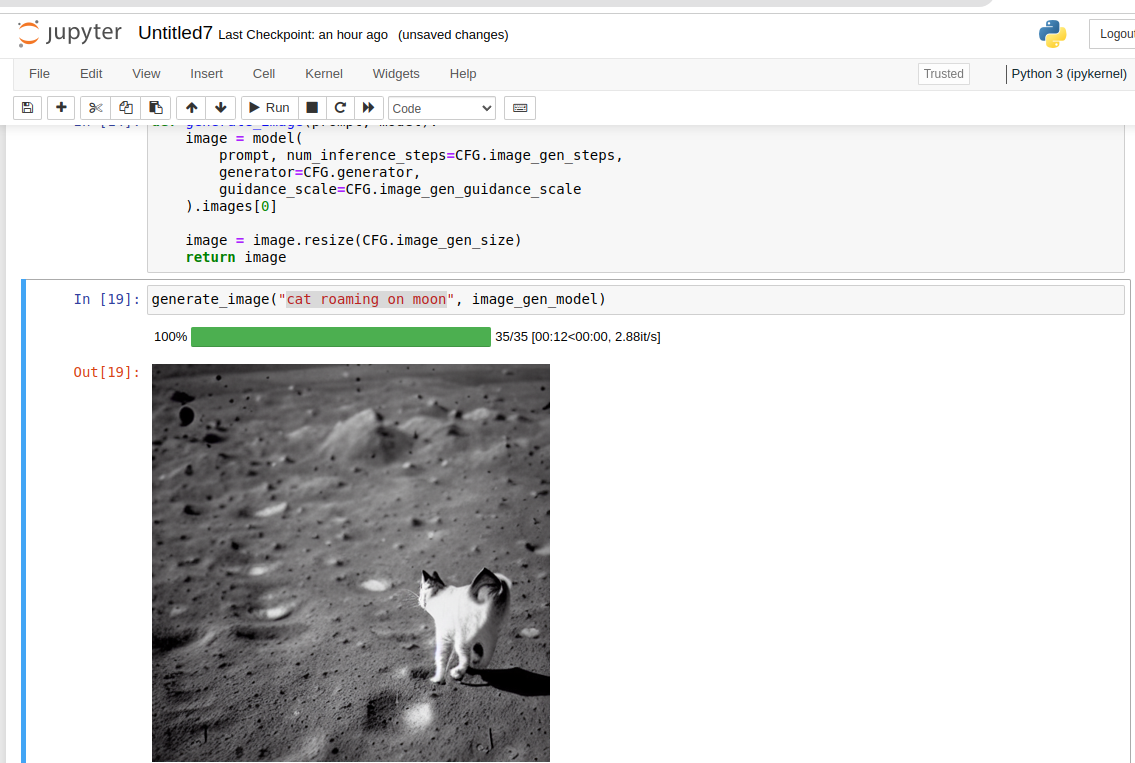 jupyter Untitled7 Last Checkpoint: an hour ago (unsaved changes)
Logout
File Edit View Insert Cell Kernel Widgets Help
Trusted
Python 3 (ipykernel)
Run
Code
image = model(
prompt, num_inference_steps=CFG.image_gen_steps,
generator=CFG.generator,
guidance_scale=CFG.image_gen_guidance_scale
).images[0]
image = image.resize(CFG.image_gen_size)
return image
In [19]: generate_image("cat roaming on moon", image_gen_model)
100% 35/35 [00:12<00:00, 2.88it/s]
Out[19]: